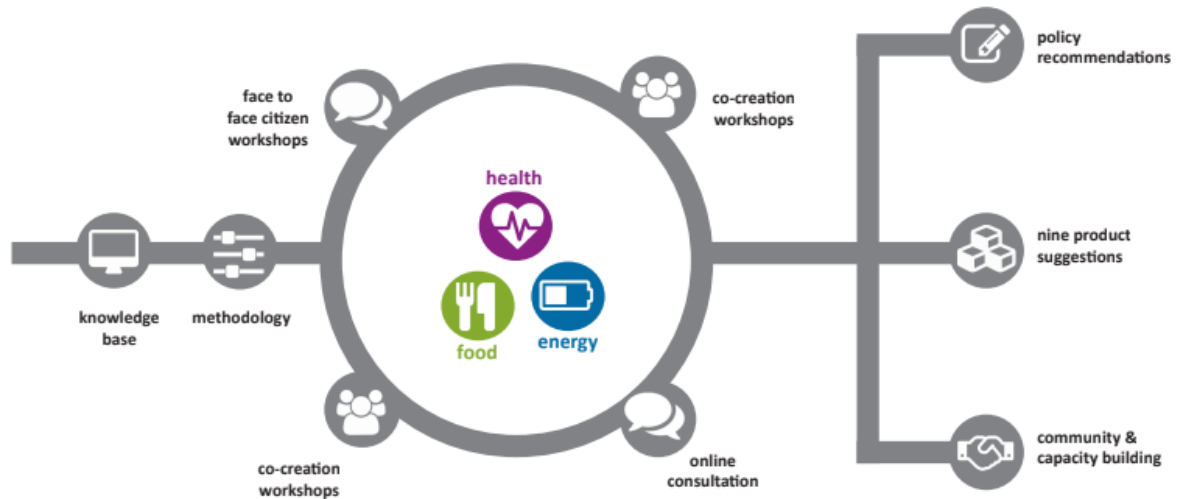 knowledge
base
methodology
face to
face citizen
workshops
co-creation
workshops
health
food
energy
co-creation
workshops
online
consultation
policy
recommendations
nine product
suggestions
community &
capacity building